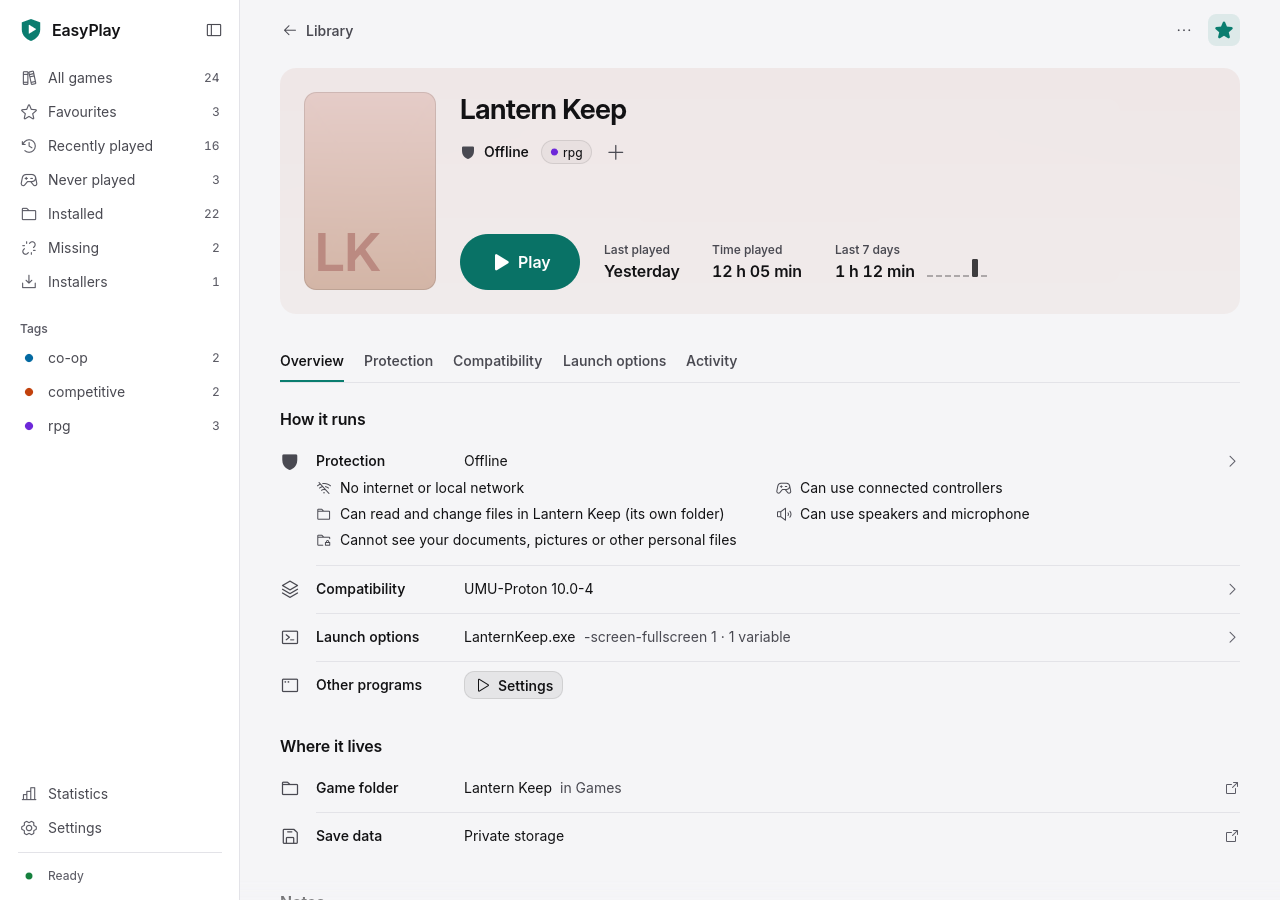 EasyPlay
All games 24
Favourites 3
Recently played 16
Never played 3
Installed 22
Missing 2
Installers 1
Tags
co-op 2
competitive 2
rpg 3
Statistics
Settings
Ready
Library
LK
Lantern Keep
Offline rpg
Play
Last played
Yesterday
Time played
12 h 05 min
Last 7 days
1 h 12 min
Overview Protection Compatibility Launch options Activity
How it runs
Protection Offline
No internet or local network
Can use connected controllers
Can read and change files in Lantern Keep (its own folder)
Can use speakers and microphone
Cannot see your documents, pictures or other personal files
Compatibility UMU-Proton 10.0-4
Launch options LanternKeep.exe -screen-fullscreen 1 · 1 variable
Other programs Settings
Where it lives
Game folder Lantern Keep in Games
Save data Private storage
Notes